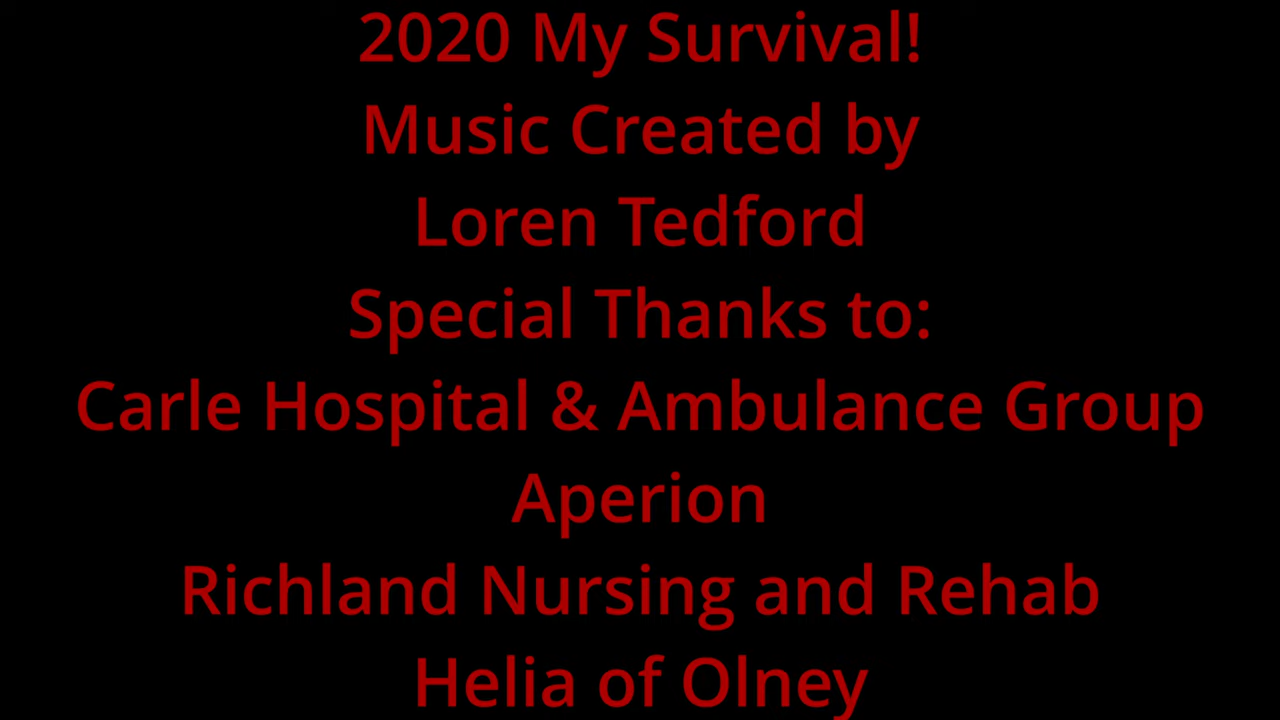 2020 My Survival!
Music Created by
Loren Tedford
Special Thanks to:
Carle Hospital & Ambulance Group
Aperion
Richland Nursing and Rehab
Helia of Olney